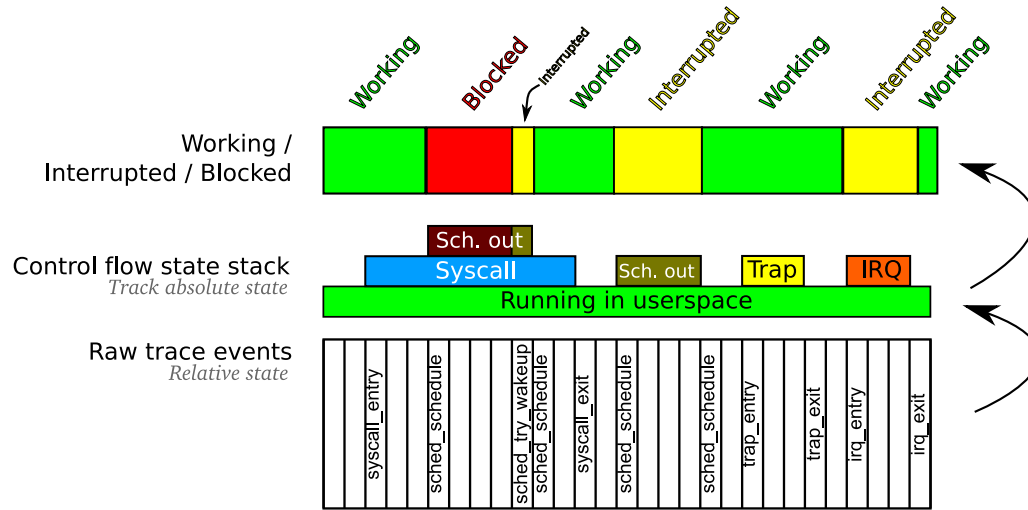 Working
Blocked
Interrupted
Working
Interrupted
Working
Interrupted
Working
Working /
Interrupted / Blocked
Sch. out
Control flow state stack
Track absolute state
Syscall
Sch. out
Trap
IRQ
Running in userspace
Raw trace events
Relative state
syscall_entry
sched_schedule
sched_try_wakeup
sched_schedule
syscall_exit
sched_schedule
sched_schedule
trap_entry
trap_exit
irq_entry
irq_exit